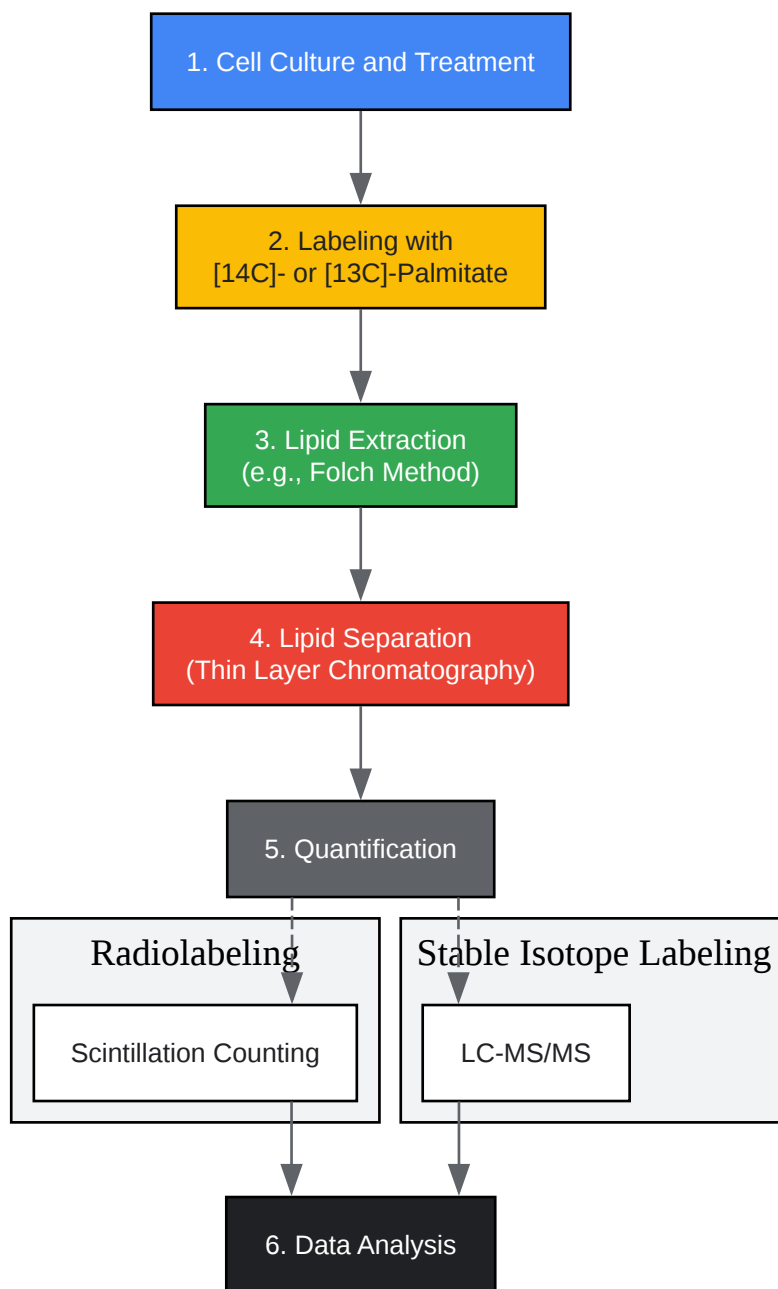 1. Cell Culture and Treatment
2. Labeling with
[14C]- or [13C]-Palmitate
3. Lipid Extraction
(e.g., Folch Method)
4. Lipid Separation
(Thin Layer Chromatography)
5. Quantification
Radiolabeling
Stable Isotope Labeling
Scintillation Counting
LC-MS/MS
6. Data Analysis